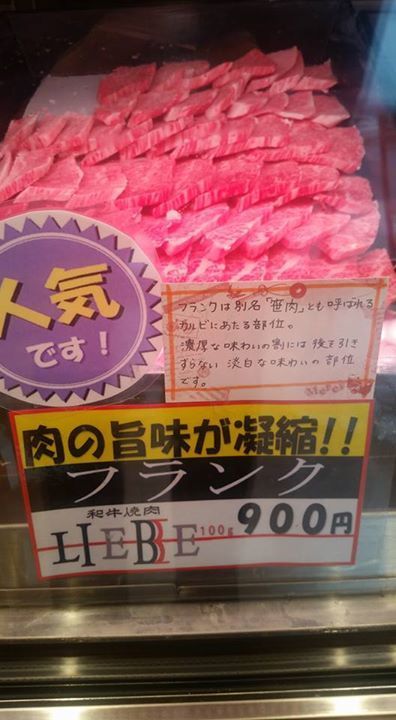 人気
です!
フランクは別名「笹肉」とも呼ばれる
カルビにあたる部位。
濃厚な味わいの割には後を引き
ずらない淡白な味わいの部位
です。
肉の旨味が凝縮!!
フランク
和牛焼肉
LIEBE 100g 900円